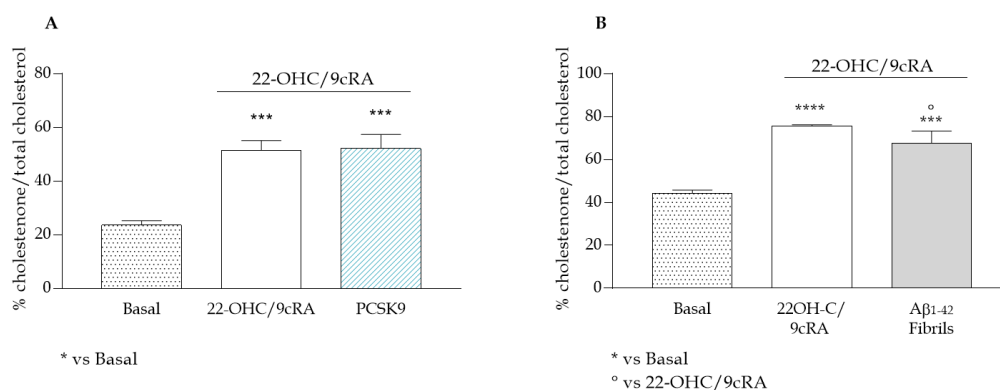 A
% cholestenone/total cholesterol
80
60
40
20
0
22-OHC/9cRA
***
***
Basal
22-OHC/9cRA
PCSK9
* vs Basal
B
% cholestenone/total cholesterol
100
80
60
40
20
0
22-OHC/9cRA
****
°
***
Basal
22OH-C/
9cRA
Aβ1-42
Fibrils
* vs Basal
° vs 22-OHC/9cRA